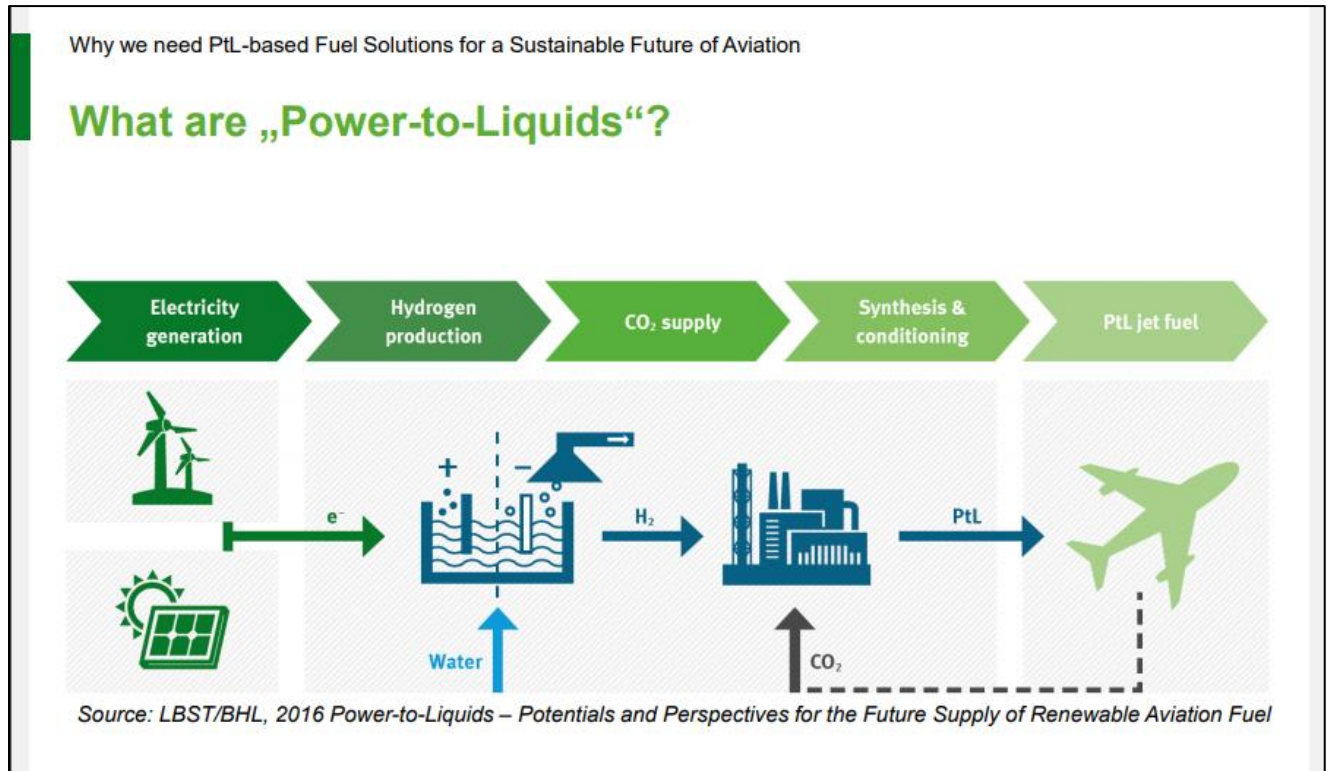 Why we need PtL-based Fuel Solutions for a Sustainable Future of Aviation
What are „Power-to-Liquids“?
Electricity
generation
Hydrogen
production
CO₂ supply
Synthesis &
conditioning
PtL jet fuel
+
−
e⁻
H₂
PtL
Water
CO₂
Source: LBST/BHL, 2016 Power-to-Liquids – Potentials and Perspectives for the Future Supply of Renewable Aviation Fuel